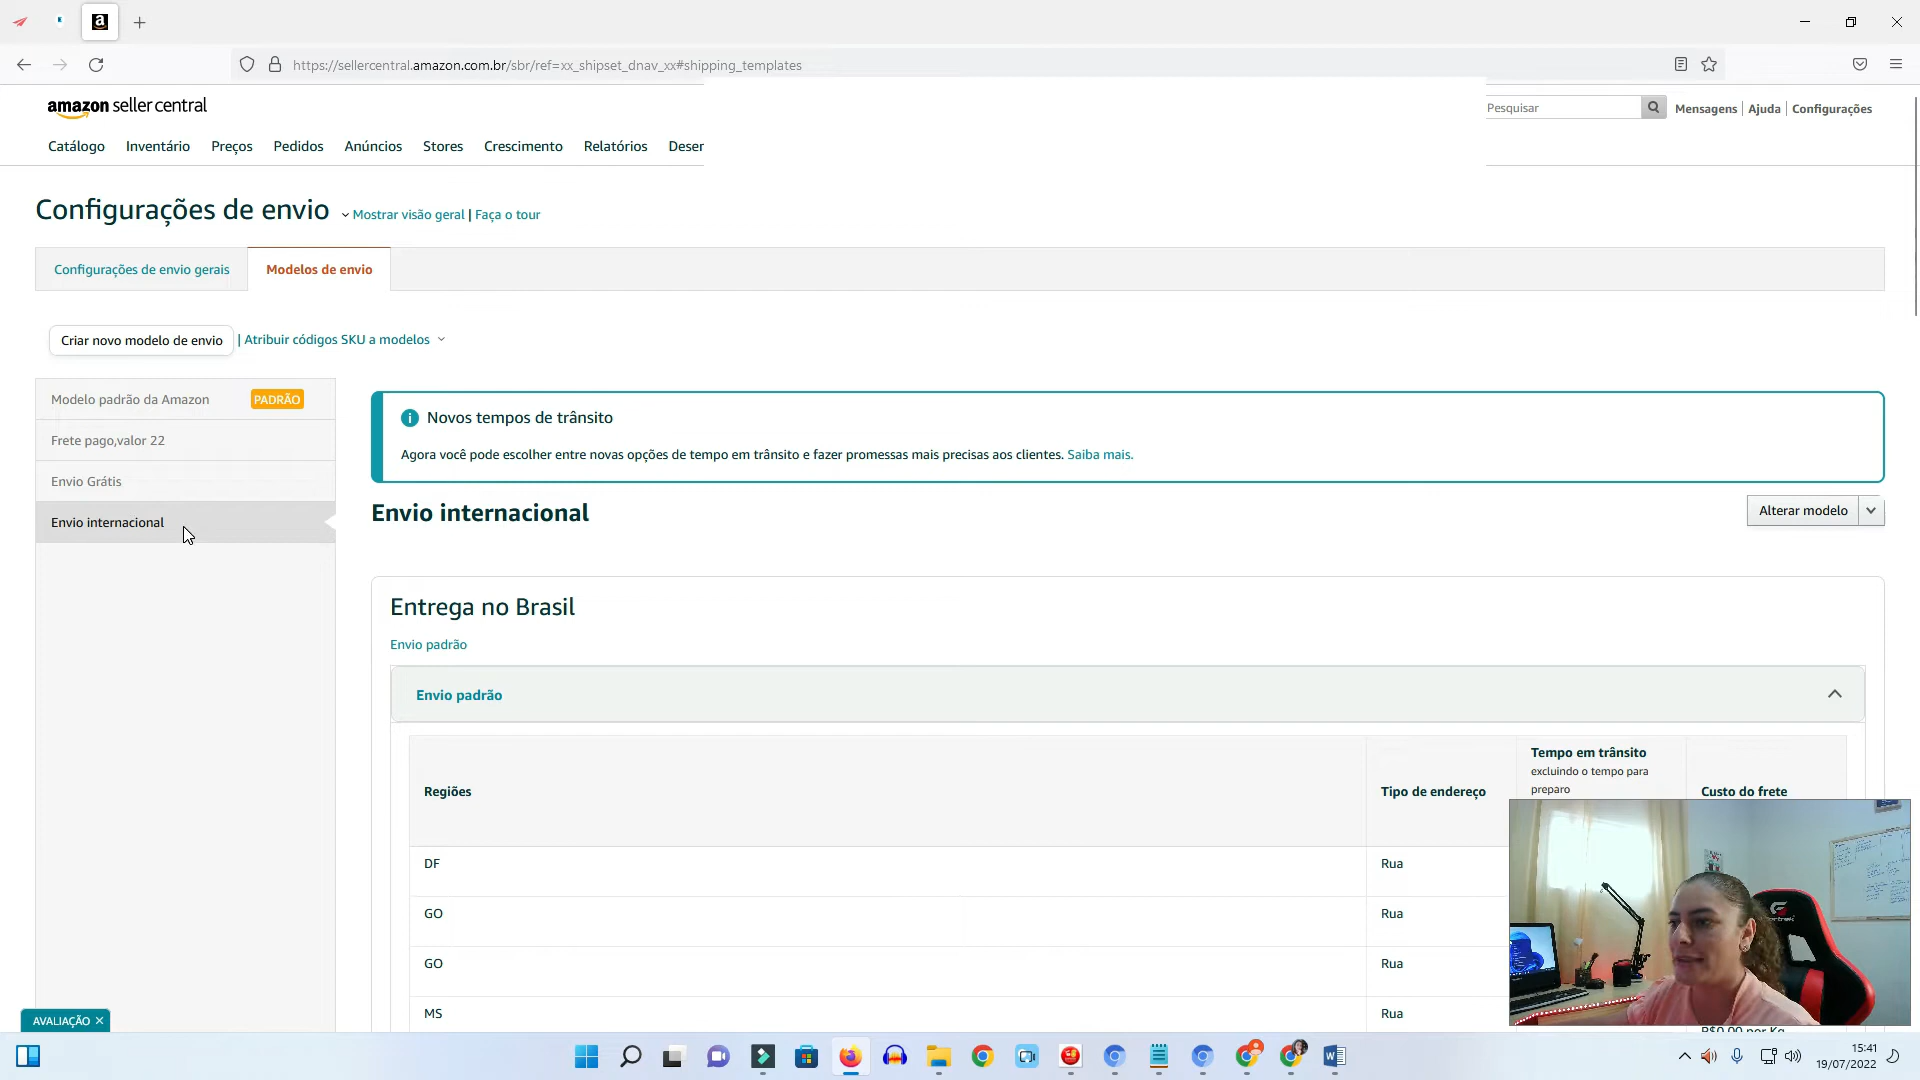 https://sellercentral.amazon.com.br/sbr/ref=xx_shipset_dnav_xx#shipping_templates
amazon seller central
Pesquisar
Mensagens | Ajuda | Configurações
Catálogo Inventário Preços Pedidos Anúncios Stores Crescimento Relatórios Deser
Configurações de envio
Mostrar visão geral | Faça o tour
Configurações de envio gerais
Modelos de envio
Criar novo modelo de envio | Atribuir códigos SKU a modelos
Modelo padrão da Amazon PADRÃO
Frete pago,valor 22
Envio Grátis
Envio internacional
Novos tempos de trânsito
Agora você pode escolher entre novas opções de tempo em trânsito e fazer promessas mais precisas aos clientes. Saiba mais.
Envio internacional
Alterar modelo
Entrega no Brasil
Envio padrão
Envio padrão
Regiões
Tipo de endereço
Tempo em trânsito
excluindo o tempo para
preparo
Custo do frete
DF Rua
GO Rua
GO Rua
MS Rua
R$0,00 por Kg
AVALIAÇÃO ×
15:41
19/07/2022